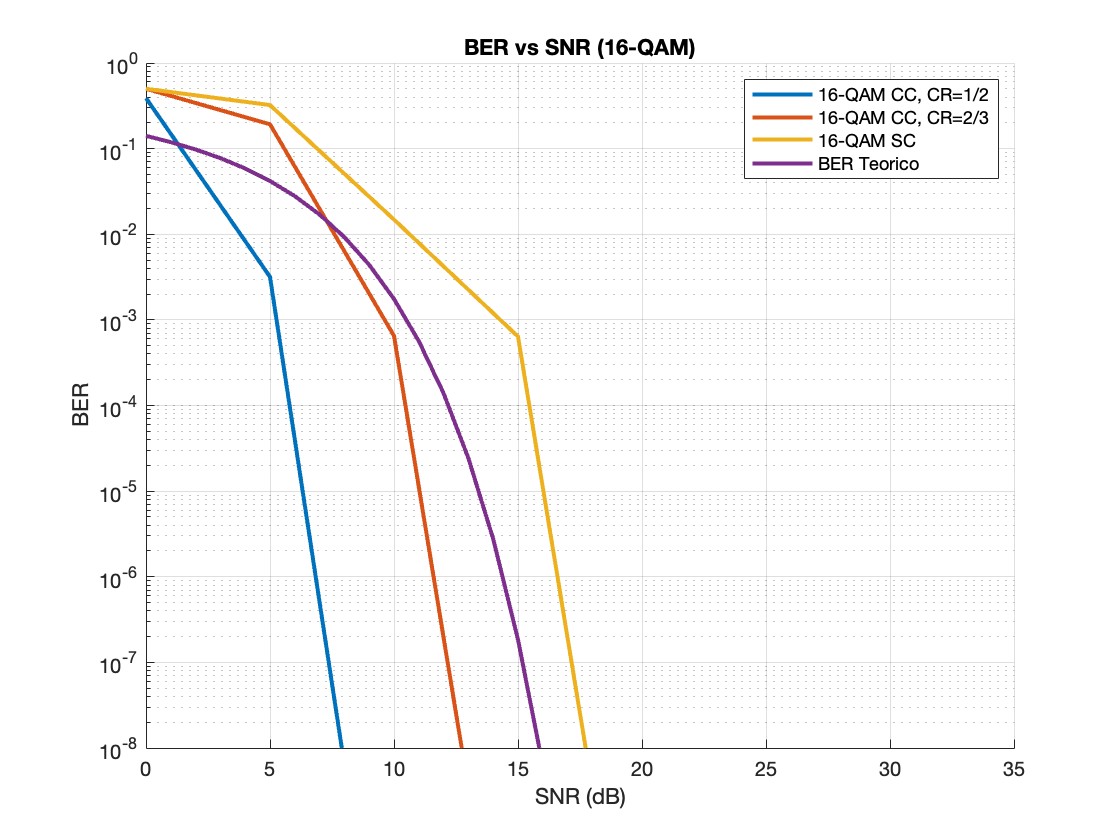 BER vs SNR (16-QAM)
16-QAM CC, CR=1/2
16-QAM CC, CR=2/3
16-QAM SC
BER Teorico
10^0
10^-1
10^-2
10^-3
10^-4
10^-5
10^-6
10^-7
10^-8
BER
0 5 10 15 20 25 30 35
SNR (dB)